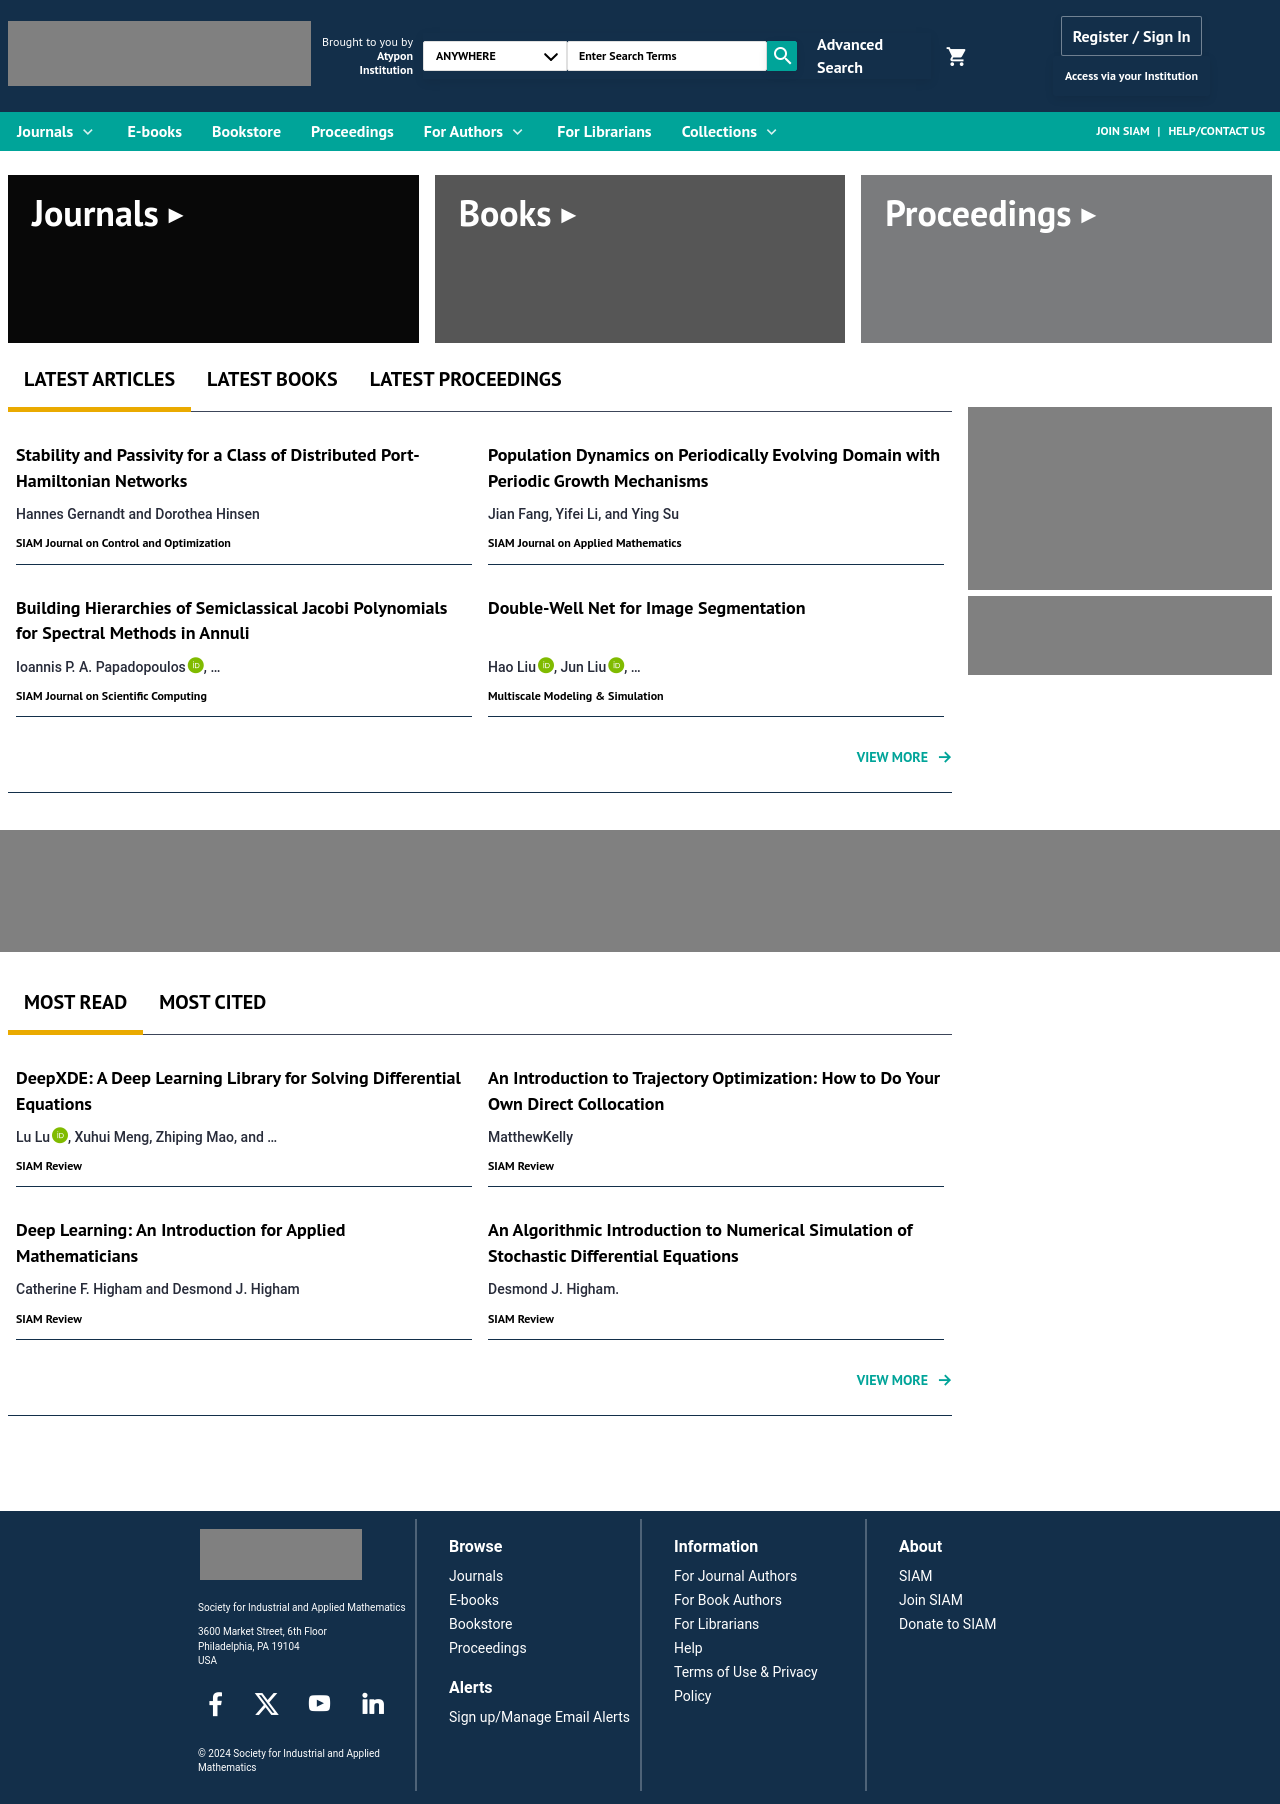 Brought to you by
Atypon
Institution
ANYWHERE
Enter Search Terms
Advanced
Search
Register / Sign In
Access via your Institution
Journals E-books Bookstore Proceedings For Authors For Librarians Collections JOIN SIAM | HELP/CONTACT US
Journals ▸ Books ▸ Proceedings ▸
LATEST ARTICLES LATEST BOOKS LATEST PROCEEDINGS
Stability and Passivity for a Class of Distributed Port-
Hamiltonian Networks
Hannes Gernandt and Dorothea Hinsen
SIAM Journal on Control and Optimization
Population Dynamics on Periodically Evolving Domain with
Periodic Growth Mechanisms
Jian Fang, Yifei Li, and Ying Su
SIAM Journal on Applied Mathematics
Building Hierarchies of Semiclassical Jacobi Polynomials
for Spectral Methods in Annuli
Ioannis P. A. Papadopoulos iD, ...
SIAM Journal on Scientific Computing
Double-Well Net for Image Segmentation
Hao Liu iD, Jun Liu iD, ...
Multiscale Modeling & Simulation
VIEW MORE
MOST READ MOST CITED
DeepXDE: A Deep Learning Library for Solving Differential
Equations
Lu Lu iD, Xuhui Meng, Zhiping Mao, and ...
SIAM Review
An Introduction to Trajectory Optimization: How to Do Your
Own Direct Collocation
MatthewKelly
SIAM Review
Deep Learning: An Introduction for Applied
Mathematicians
Catherine F. Higham and Desmond J. Higham
SIAM Review
An Algorithmic Introduction to Numerical Simulation of
Stochastic Differential Equations
Desmond J. Higham.
SIAM Review
VIEW MORE
Society for Industrial and Applied Mathematics
3600 Market Street, 6th Floor
Philadelphia, PA 19104
USA
© 2024 Society for Industrial and Applied
Mathematics
Browse
Journals
E-books
Bookstore
Proceedings
Alerts
Sign up/Manage Email Alerts
Information
For Journal Authors
For Book Authors
For Librarians
Help
Terms of Use & Privacy
Policy
About
SIAM
Join SIAM
Donate to SIAM